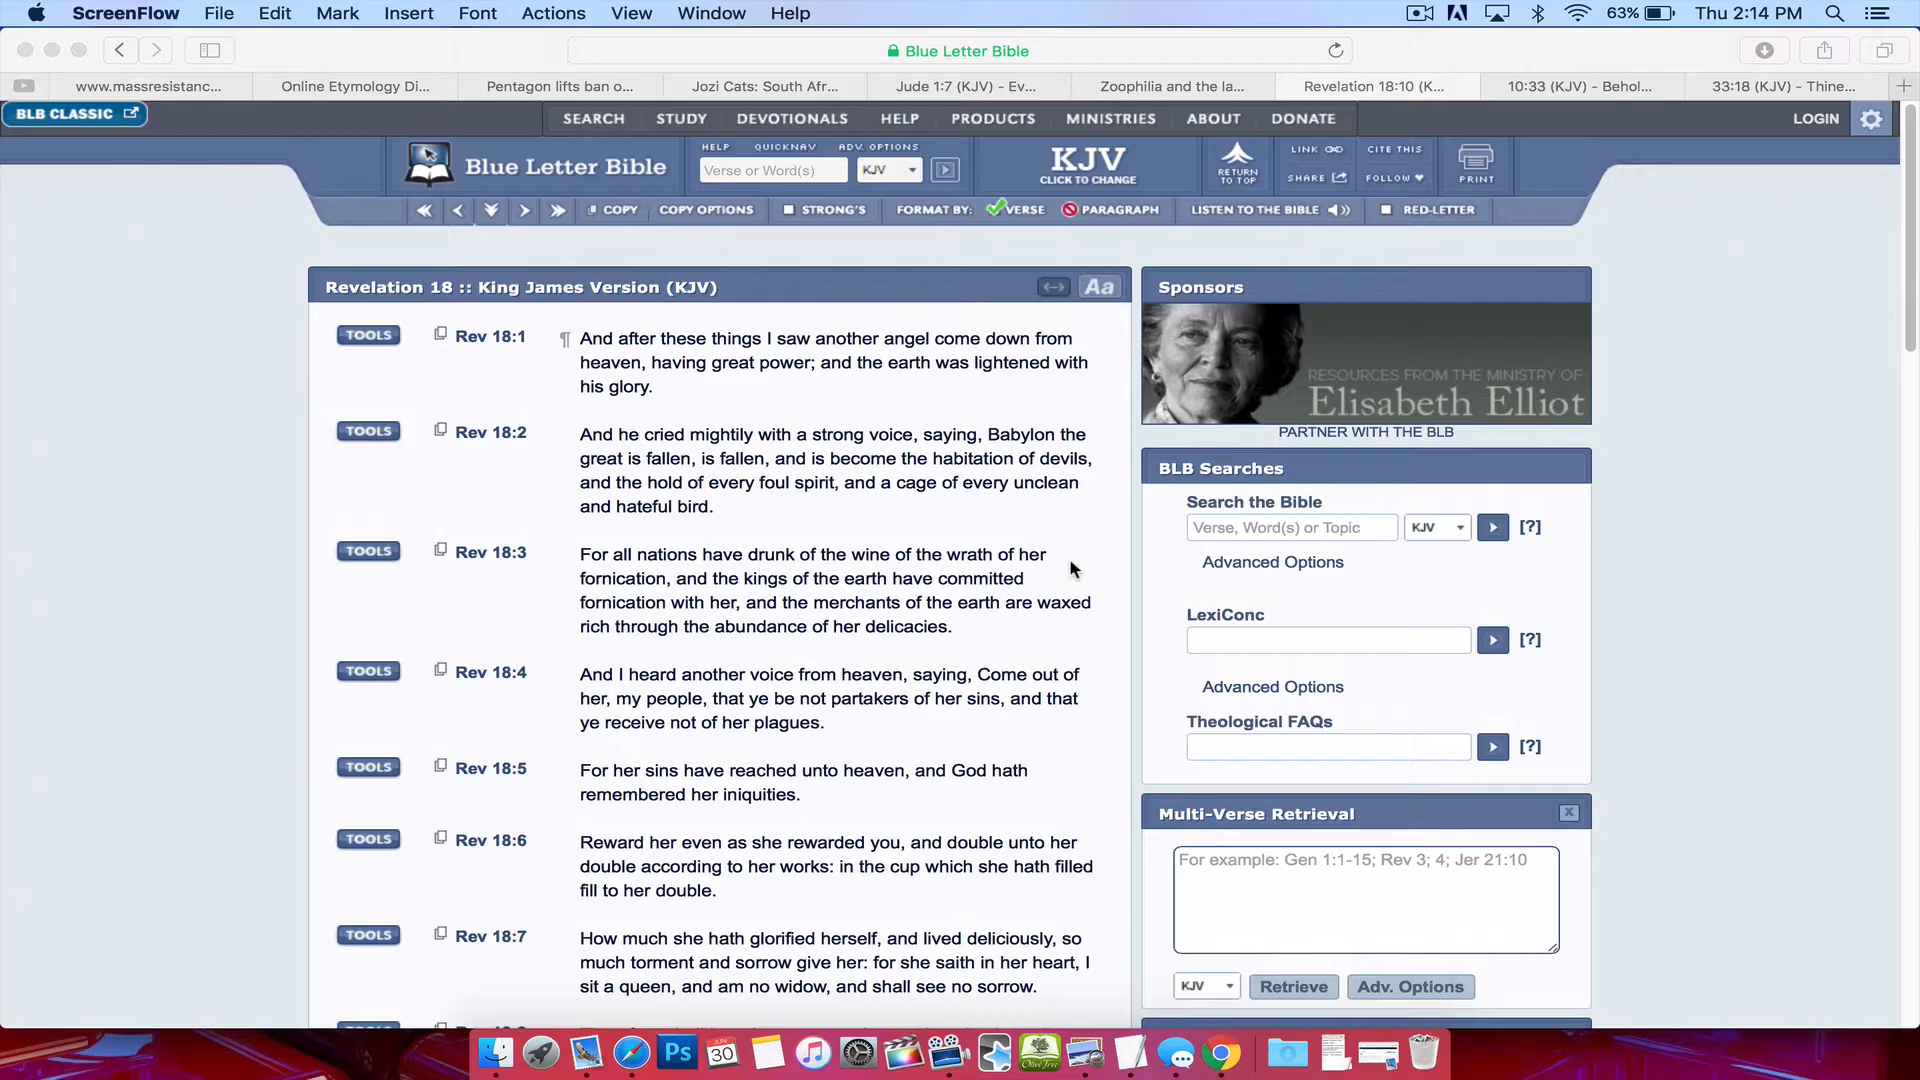 ScreenFlow File Edit Mark Insert Font Actions View Window Help 63% Thu 2:14 PM
Blue Letter Bible
www.massresistanc... Online Etymology Di... Pentagon lifts ban o... Jozi Cats: South Afr... Jude 1:7 (KJV) - Ev... Zoophilia and the la... Revelation 18:10 (K... 10:33 (KJV) - Behol... 33:18 (KJV) - Thine...
BLB CLASSIC
SEARCH STUDY DEVOTIONALS HELP PRODUCTS MINISTRIES ABOUT DONATE LOGIN
Blue Letter Bible
HELP QUICKNAV ADV. OPTIONS
Verse or Word(s) KJV
KJV
CLICK TO CHANGE
RETURN
TO TOP
LINK CITE THIS
SHARE FOLLOW
PRINT
COPY COPY OPTIONS STRONG'S FORMAT BY: VERSE PARAGRAPH LISTEN TO THE BIBLE RED-LETTER
Revelation 18 :: King James Version (KJV) Aa
TOOLS Rev 18:1 ¶ And after these things I saw another angel come down from
heaven, having great power; and the earth was lightened with
his glory.
TOOLS Rev 18:2 And he cried mightily with a strong voice, saying, Babylon the
great is fallen, is fallen, and is become the habitation of devils,
and the hold of every foul spirit, and a cage of every unclean
and hateful bird.
TOOLS Rev 18:3 For all nations have drunk of the wine of the wrath of her
fornication, and the kings of the earth have committed
fornication with her, and the merchants of the earth are waxed
rich through the abundance of her delicacies.
TOOLS Rev 18:4 And I heard another voice from heaven, saying, Come out of
her, my people, that ye be not partakers of her sins, and that
ye receive not of her plagues.
TOOLS Rev 18:5 For her sins have reached unto heaven, and God hath
remembered her iniquities.
TOOLS Rev 18:6 Reward her even as she rewarded you, and double unto her
double according to her works: in the cup which she hath filled
fill to her double.
TOOLS Rev 18:7 How much she hath glorified herself, and lived deliciously, so
much torment and sorrow give her: for she saith in her heart, I
sit a queen, and am no widow, and shall see no sorrow.
Sponsors
RESOURCES FROM THE MINISTRY OF
Elisabeth Elliot
PARTNER WITH THE BLB
BLB Searches
Search the Bible
Verse, Word(s) or Topic KJV [?]
Advanced Options
LexiConc
[?]
Advanced Options
Theological FAQs
[?]
Multi-Verse Retrieval X
For example: Gen 1:1-15; Rev 3; 4; Jer 21:10
KJV Retrieve Adv. Options
Ps JUN 30